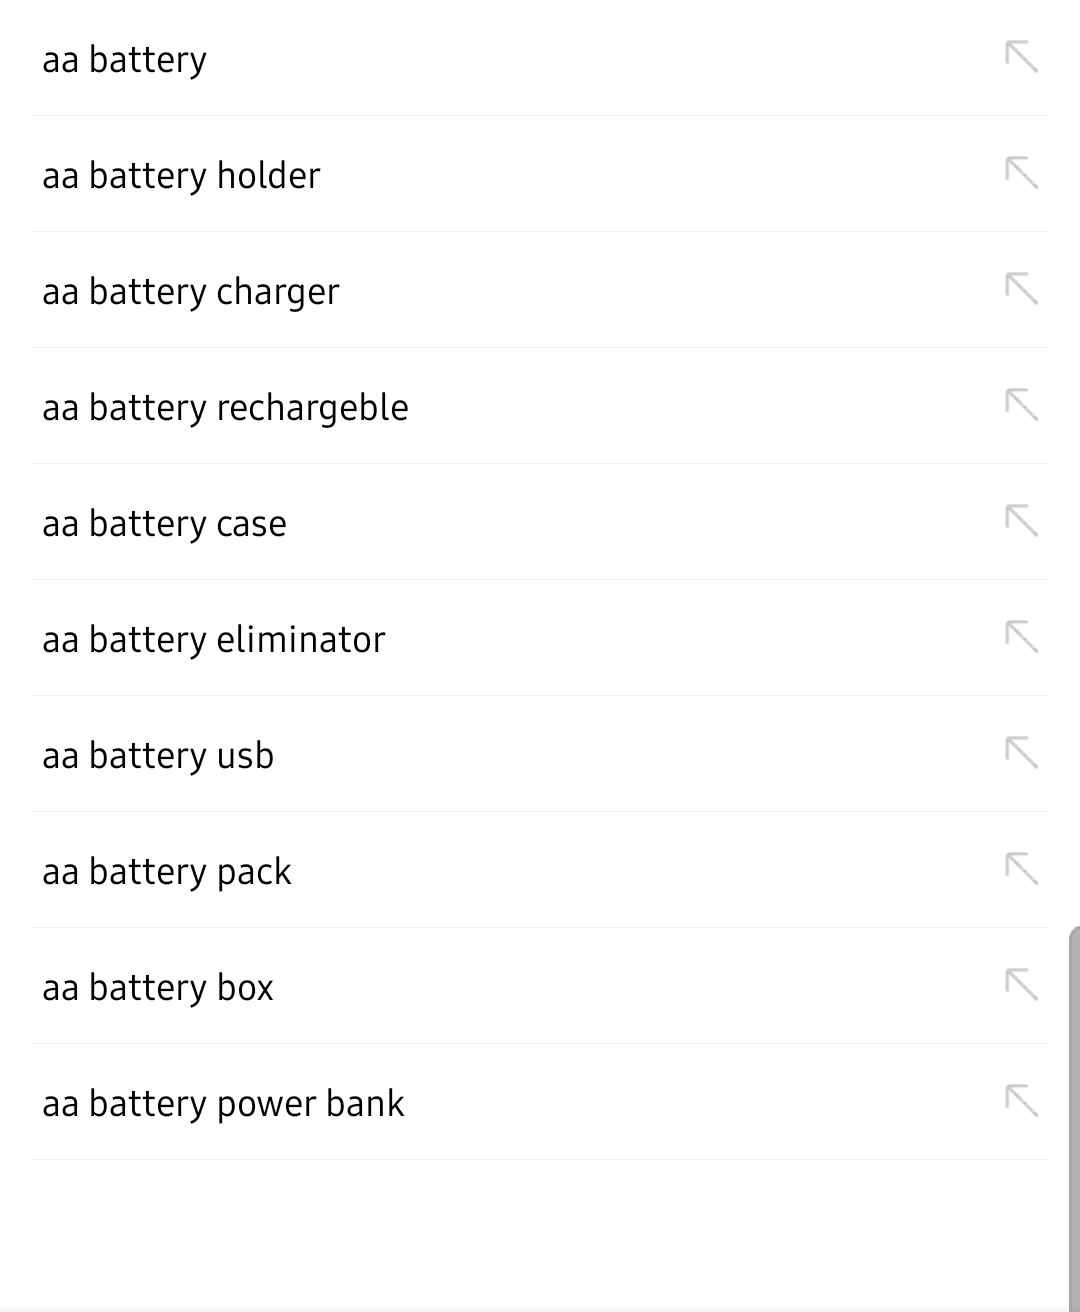 aa battery
aa battery holder
aa battery charger
aa battery rechargeble
aa battery case
aa battery eliminator
aa battery usb
aa battery pack
aa battery box
aa battery power bank